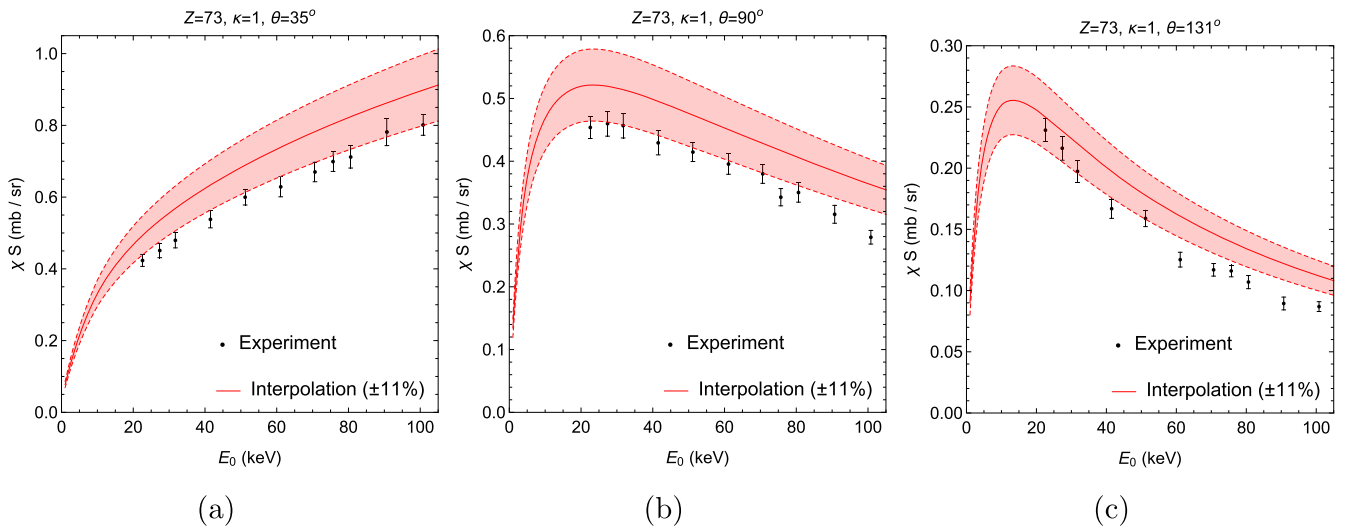 Z=73, κ=1, θ=35°
χ S (mb / sr)
1.0
0.8
0.6
0.4
0.2
0.0
Experiment
Interpolation (±11%)
0 20 40 60 80 100
E₀ (keV)
(a)
Z=73, κ=1, θ=90°
χ S (mb / sr)
0.6
0.5
0.4
0.3
0.2
0.1
0.0
Experiment
Interpolation (±11%)
0 20 40 60 80 100
E₀ (keV)
(b)
Z=73, κ=1, θ=131°
χ S (mb / sr)
0.30
0.25
0.20
0.15
0.10
0.05
0.00
Experiment
Interpolation (±11%)
0 20 40 60 80 100
E₀ (keV)
(c)